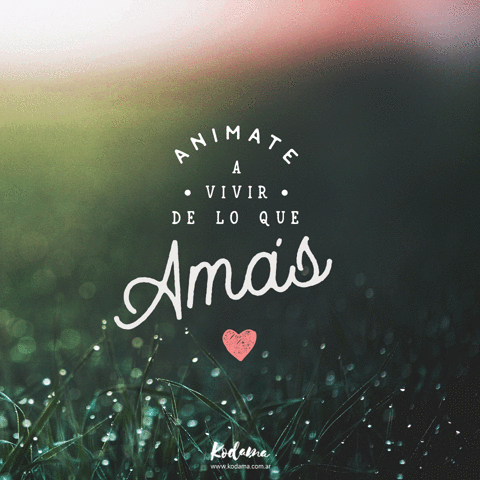 ANIMATE
A
• VIVIR •
DE LO QUE
Amás
Kodama
www.kodama.com.ar